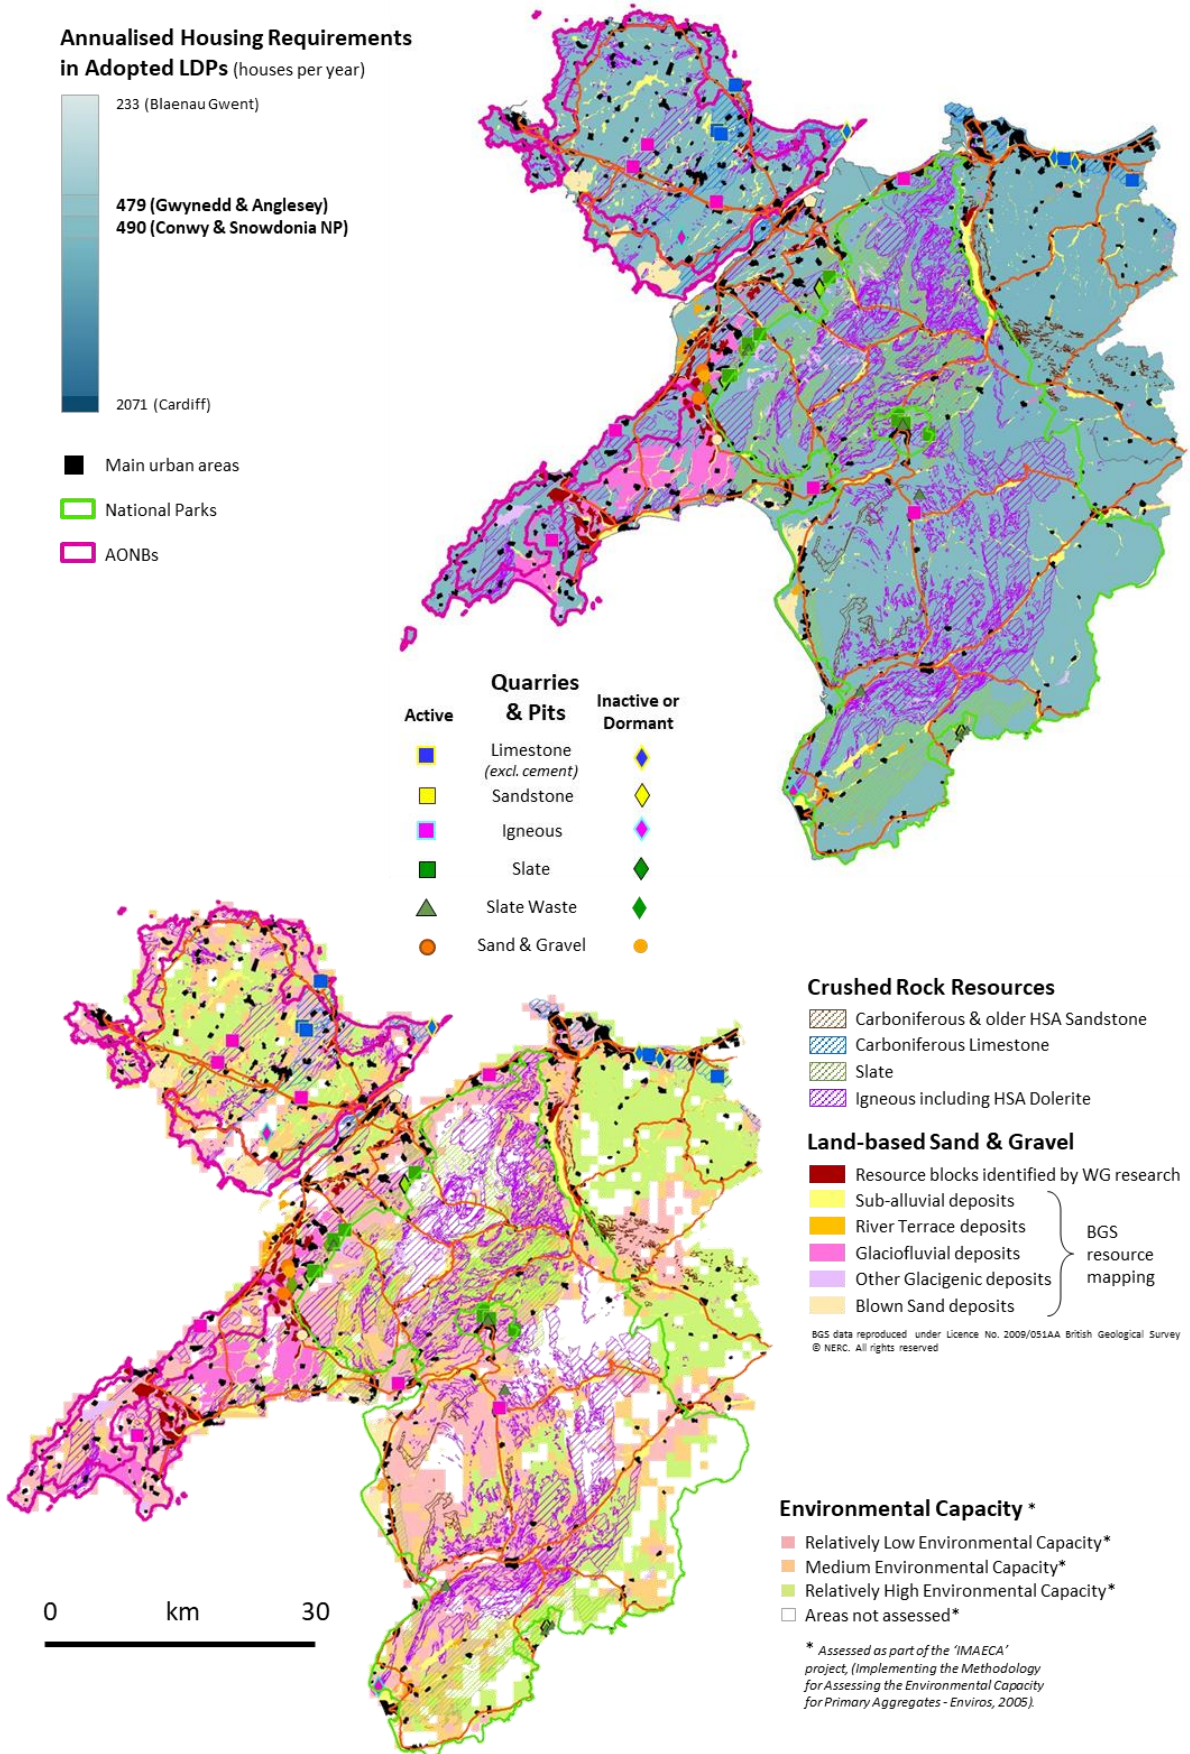 Annualised Housing Requirements
in Adopted LDPs (houses per year)
233 (Blaenau Gwent)
479 (Gwynedd & Anglesey)
490 (Conwy & Snowdonia NP)
2071 (Cardiff)
Main urban areas
National Parks
AONBs
Quarries
& Pits
Active
Inactive or
Dormant
Limestone
(excl. cement)
Sandstone
Igneous
Slate
Slate Waste
Sand & Gravel
Crushed Rock Resources
Carboniferous & older HSA Sandstone
Carboniferous Limestone
Slate
Igneous including HSA Dolerite
Land-based Sand & Gravel
Resource blocks identified by WG research
Sub-alluvial deposits
River Terrace deposits
Glaciofluvial deposits
Other Glacigenic deposits
Blown Sand deposits
BGS
resource
mapping
BGS data reproduced under Licence No. 2009/051AA British Geological Survey
© NERC. All rights reserved
Environmental Capacity *
Relatively Low Environmental Capacity*
Medium Environmental Capacity*
Relatively High Environmental Capacity*
Areas not assessed*
* Assessed as part of the ‘IMAECA’
project, (Implementing the Methodology
for Assessing the Environmental Capacity
for Primary Aggregates - Enviros, 2005).
0 km 30